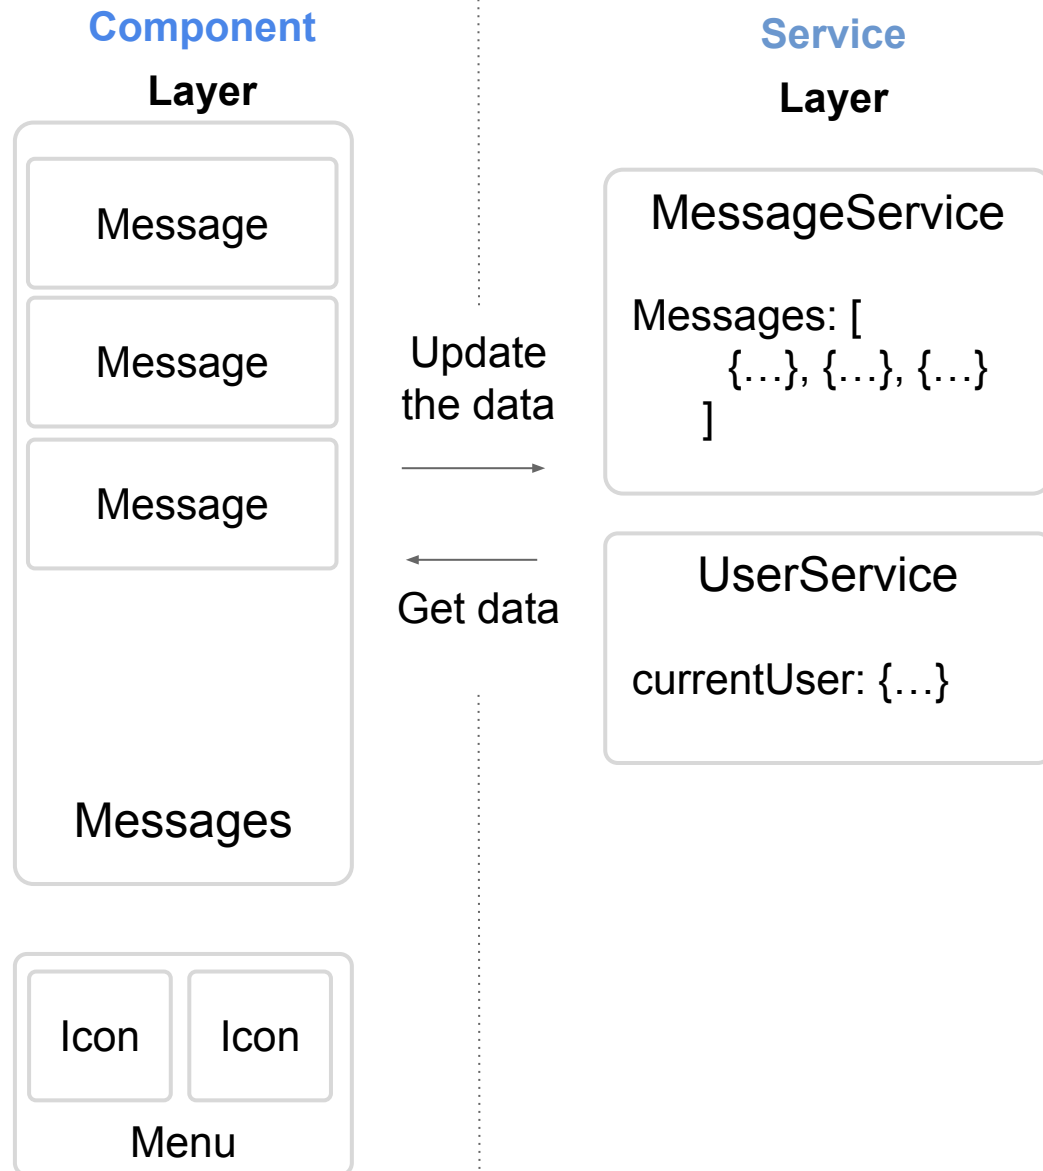 Component
Layer
Message
Message
Message
Messages
Icon Icon
Menu
Update
the data
Get data
Service
Layer
MessageService
Messages: [
{…}, {…}, {…}
]
UserService
currentUser: {…}